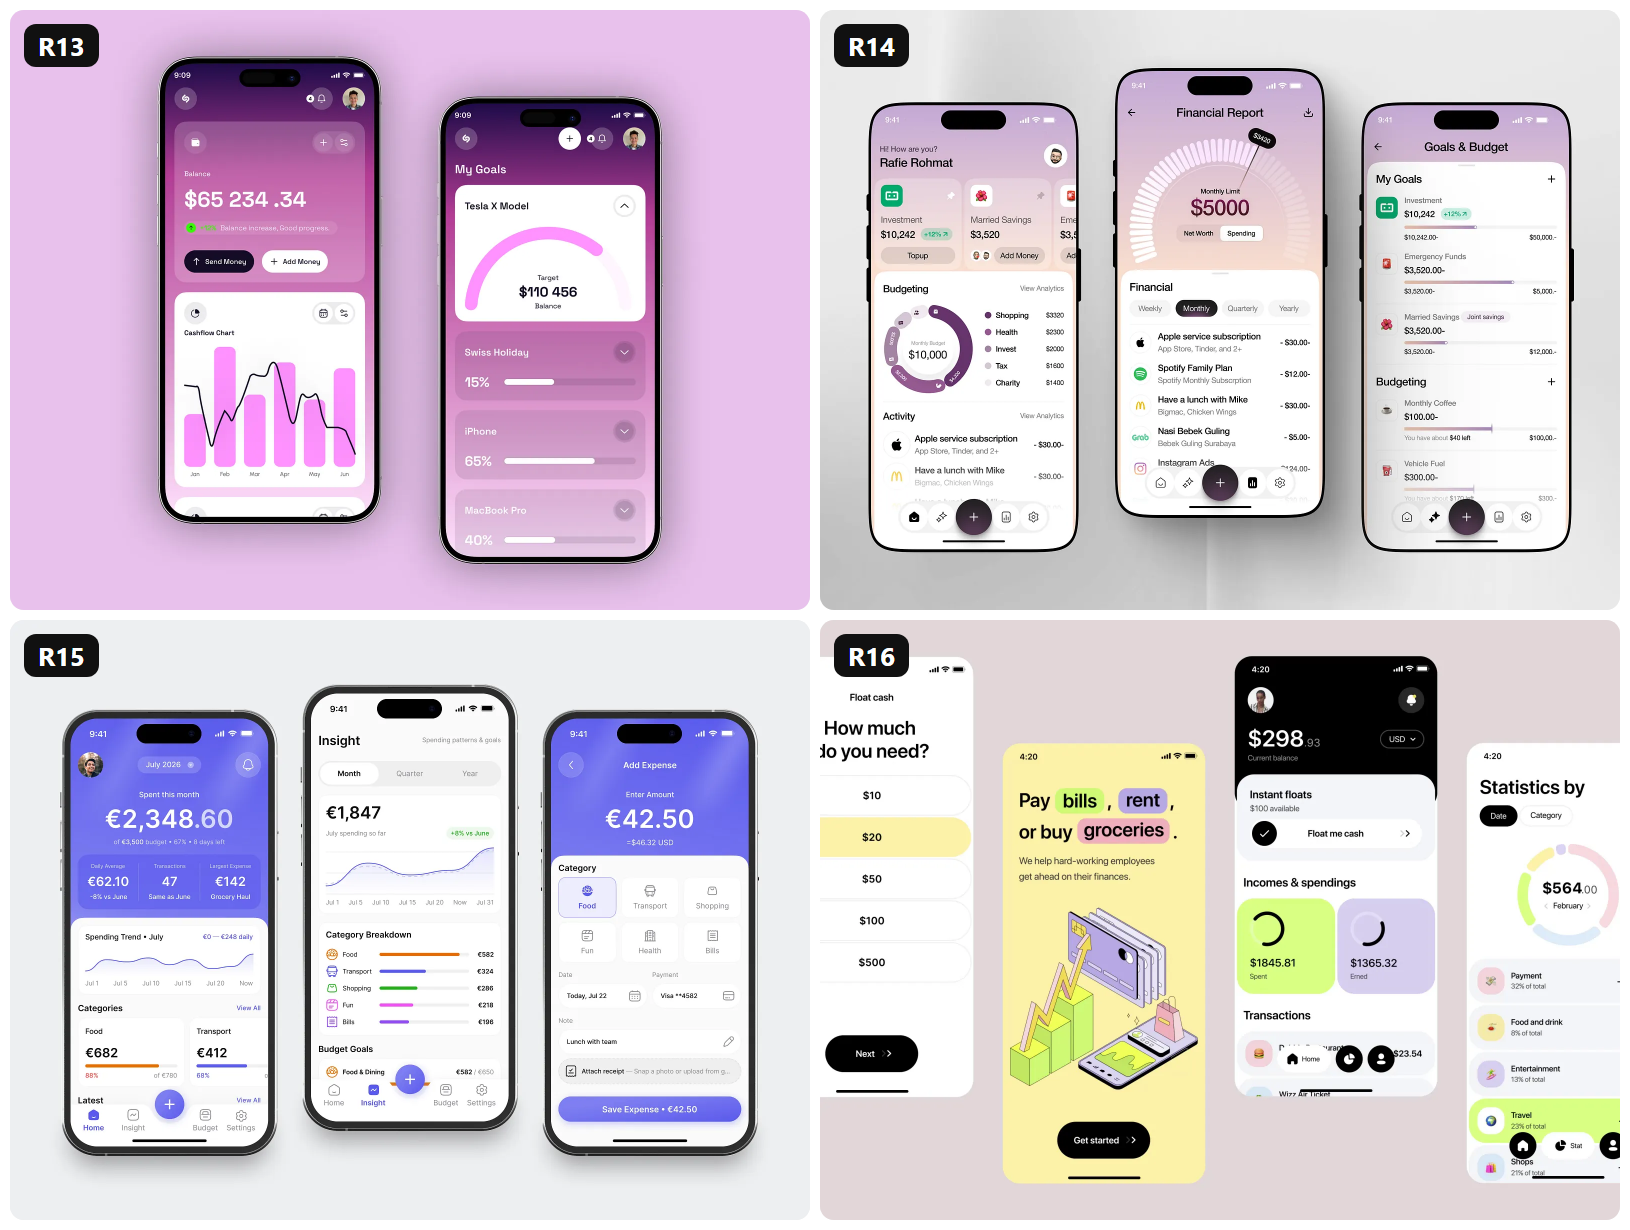 R13
9:09
Balance
$65 234 .34
Balance increase, Good progress.
Send Money
Add Money
Cashflow Chart
Jan Feb Mar Apr May Jun
9:09
My Goals
Tesla X Model
Target
$110 456
Balance
Swiss Holiday
15%
iPhone
65%
MacBook Pro
40%
R14
9:41
Hi! How are you?
Rafie Rohmat
Investment
$10,242 +12%
Topup
Married Savings
$3,520
Add Money
Eme
$3,5
Ad
Budgeting View Analytics
Monthly Budget
$10,000
Shopping $3320
Health $2300
Invest $2000
Tax $1600
Charity $1400
Activity View Analytics
Apple service subscription
App Store, Tinder, and 2+
- $30.00-
Have a lunch with Mike
Bigmac, Chicken Wings
- $30.00-
9:41
Financial Report
$3420
Monthly Limit
$5000
Net Worth Spending
Financial
Weekly Monthly Quarterly Yearly
Apple service subscription
App Store, Tinder, and 2+
- $30.00-
Spotify Family Plan
Spotify Monthly Subscrption
- $12.00-
Have a lunch with Mike
Bigmac, Chicken Wings
- $30.00-
Grab
Nasi Bebek Guling
Bebek Guling Surabaya
- $5.00-
Instagram Ads
9:41
Goals & Budget
My Goals
Investment
$10,242 +12%
$10,242.00- $50,000.-
Emergency Funds
$3,520.00-
$3,520.00- $5,000.-
Married Savings Joint savings
$3,520.00-
$3,520.00- $12,000.-
Budgeting
Monthly Coffee
$100.00-
You have about $40 left $100,00.-
Vehicle Fuel
$300.00-
You have about $170 left $300.-
R15
9:41
July 2026
Spent this month
€2,348.60
of €3,500 budget • 67% • 8 days left
Daily Average
€62.10
-8% vs June
Transactions
47
Same as June
Largest Expense
€142
Grocery Haul
Spending Trend • July €0 — €248 daily
Jul 1 Jul 5 Jul 10 Jul 15 Jul 20 Now
Categories View All
Food
€682
88% of €780
Transport
€412
68%
Latest View All
Home Insight Budget Settings
9:41
Insight Spending patterns & goals
Month Quarter Year
€1,847
July spending so far +8% vs June
Jul 1 Jul 5 Jul 10 Jul 15 Jul 20 Now Jul 31
Category Breakdown
Food €582
Transport €324
Shopping €286
Fun €218
Bills €196
Budget Goals
Food & Dining €582 / €650
Home Insight Budget Settings
9:41
Add Expense
Enter Amount
€42.50
≈$46.32 USD
Category
Food Transport Shopping
Fun Health Bills
Date Payment
Today, Jul 22 Visa **4582
Note
Lunch with team
Attach receipt — Snap a photo or upload from g...
Save Expense • €42.50
R16
Float cash
How much
do you need?
$10
$20
$50
$100
$500
Next
4:20
Pay bills , rent ,
or buy groceries .
We help hard-working employees
get ahead on their finances.
Get started
4:20
$298.93
Current balance
USD
Instant floats
$100 available
Float me cash
Incomes & spendings
$1845.81
Spent
$1365.32
Erned
Transactions
$23.54
Home
Wizz Air Ticket
4:20
Statistics by
Date Category
$564.00
February
Payment
32% of total
Food and drink
8% of total
Entertainment
13% of total
Travel
23% of total
Stat
Shops
21% of total